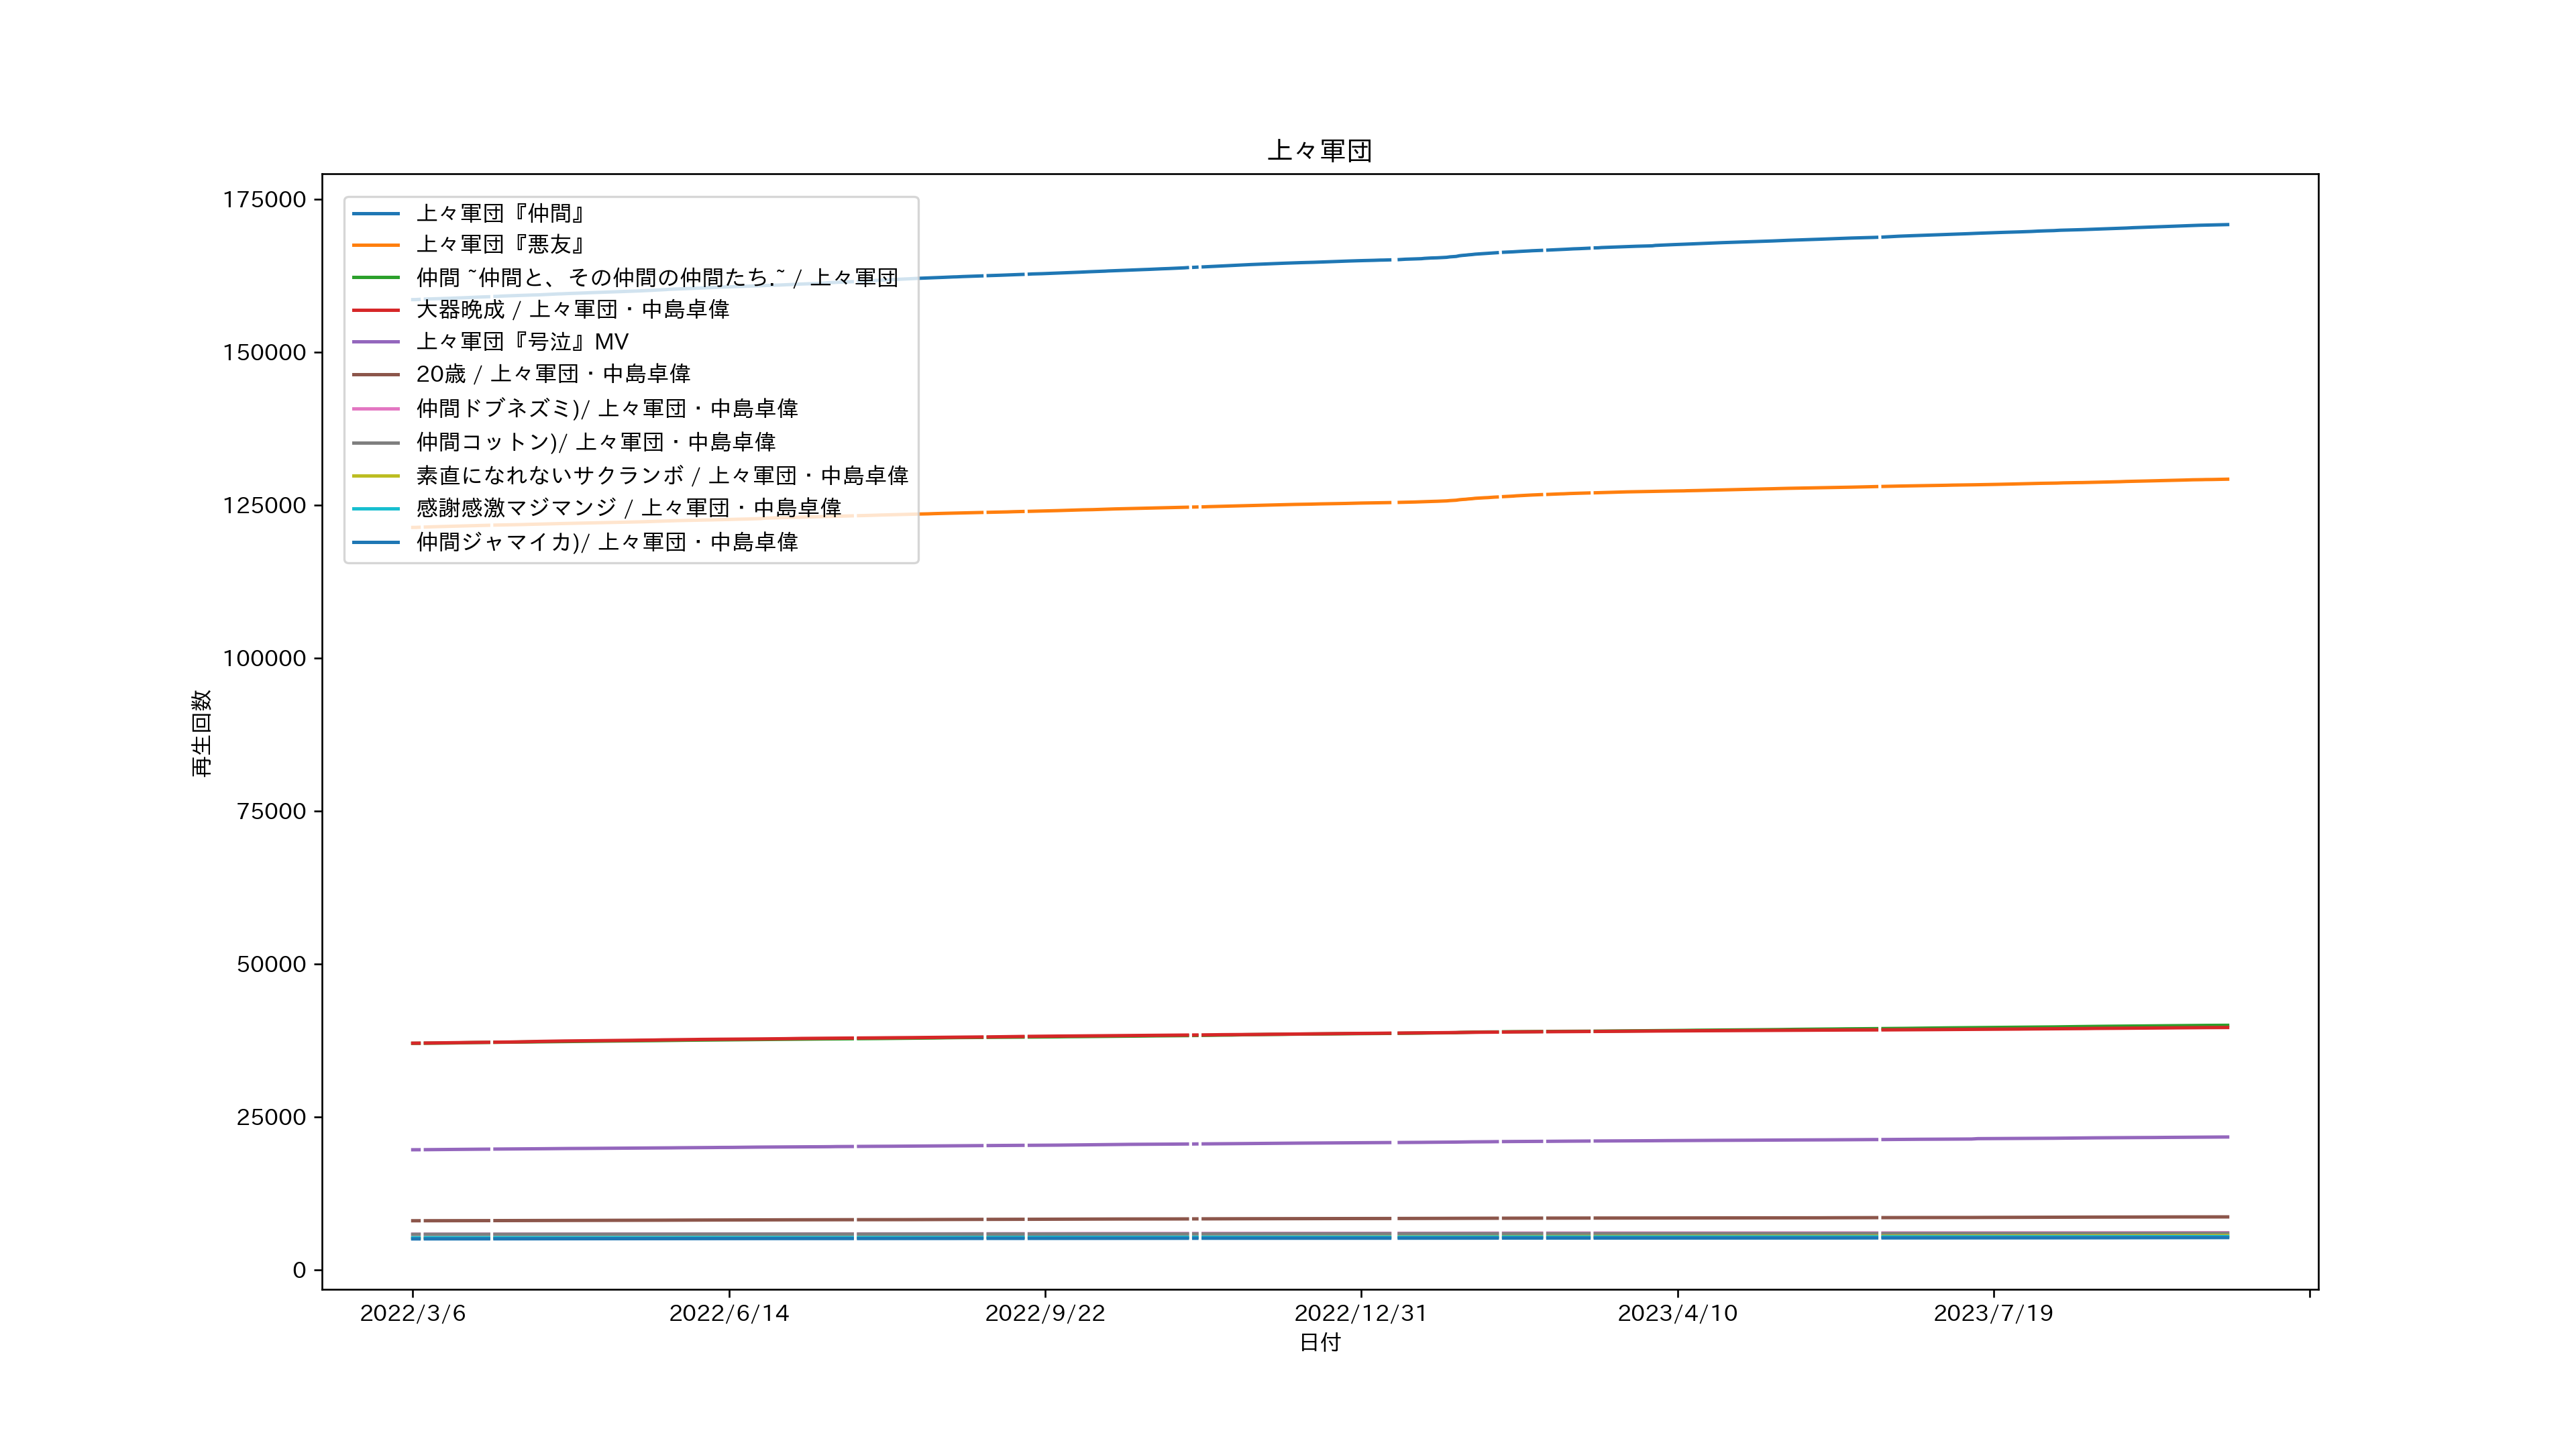 上々軍団
175000
150000
125000
100000
75000
50000
25000
0
再生回数
上々軍団『仲間』
上々軍団『悪友』
仲間 ~仲間と、その仲間の仲間たち.~ / 上々軍団
大器晩成 / 上々軍団・中島卓偉
上々軍団『号泣』MV
20歳 / 上々軍団・中島卓偉
仲間ドブネズミ)/ 上々軍団・中島卓偉
仲間コットン)/ 上々軍団・中島卓偉
素直になれないサクランボ / 上々軍団・中島卓偉
感謝感激マジマンジ / 上々軍団・中島卓偉
仲間ジャマイカ)/ 上々軍団・中島卓偉
2022/3/6 2022/6/14 2022/9/22 2022/12/31 2023/4/10 2023/7/19
日付